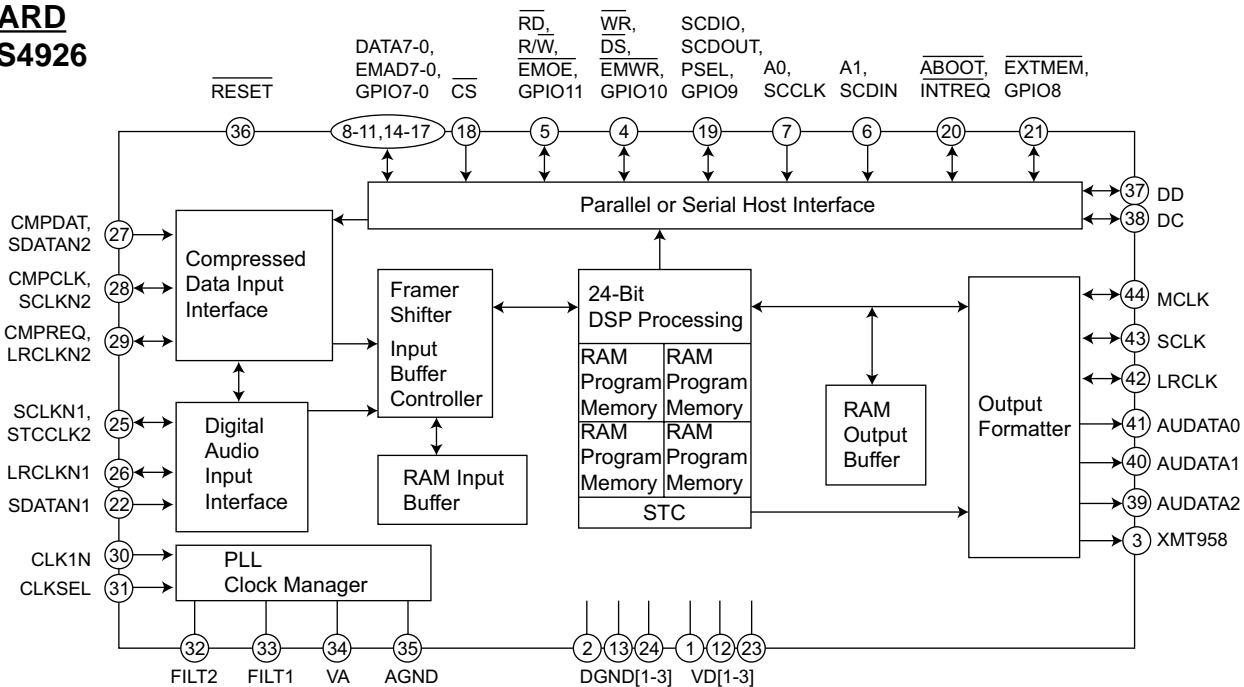 ARD
S4926
RESET
DATA7-0,
EMAD7-0,
GPIO7-0
CS
RD,
R/W,
EMOE,
GPIO11
WR,
DS,
EMWR,
GPIO10
SCDIO,
SCDOUT,
PSEL,
GPIO9
A0,
SCCLK
A1,
SCDIN
ABOOT,
INTREQ
EXTMEM,
GPIO8
36
8-11,14-17
18
5
4
19
7
6
20
21
Parallel or Serial Host Interface
37
DD
38
DC
CMPDAT,
SDATAN2
27
CMPCLK,
SCLKN2
28
CMPREQ,
LRCLKN2
29
Compressed
Data Input
Interface
Framer
Shifter
Input
Buffer
Controller
24-Bit
DSP Processing
RAM
Program
Memory
RAM
Program
Memory
RAM
Program
Memory
RAM
Program
Memory
STC
RAM
Output
Buffer
Output
Formatter
44
MCLK
43
SCLK
42
LRCLK
41
AUDATA0
40
AUDATA1
39
AUDATA2
3
XMT958
SCLKN1,
STCCLK2
25
LRCLKN1
26
SDATAN1
22
Digital
Audio
Input
Interface
RAM Input
Buffer
CLK1N
30
CLKSEL
31
PLL
Clock Manager
32
33
34
35
2
13
24
1
12
23
FILT2
FILT1
VA
AGND
DGND[1-3]
VD[1-3]